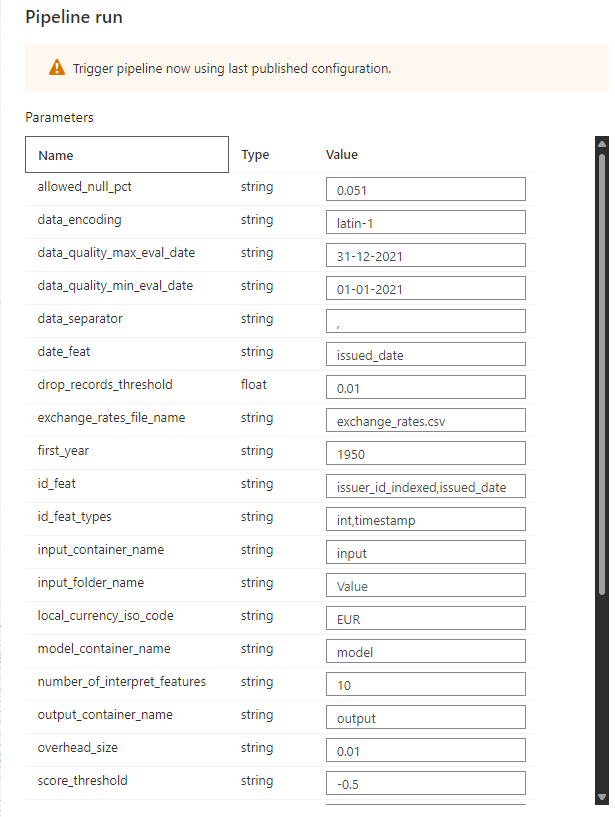 Pipeline run
Trigger pipeline now using last published configuration.
Parameters
Name Type Value
allowed_null_pct string 0.051
data_encoding string latin-1
data_quality_max_eval_date string 31-12-2021
data_quality_min_eval_date string 01-01-2021
data_separator string ,
date_feat string issued_date
drop_records_threshold float 0.01
exchange_rates_file_name string exchange_rates.csv
first_year string 1950
id_feat string issuer_id_indexed,issued_date
id_feat_types string int,timestamp
input_container_name string input
input_folder_name string Value
local_currency_iso_code string EUR
model_container_name string model
number_of_interpret_features string 10
output_container_name string output
overhead_size string 0.01
score_threshold string -0.5